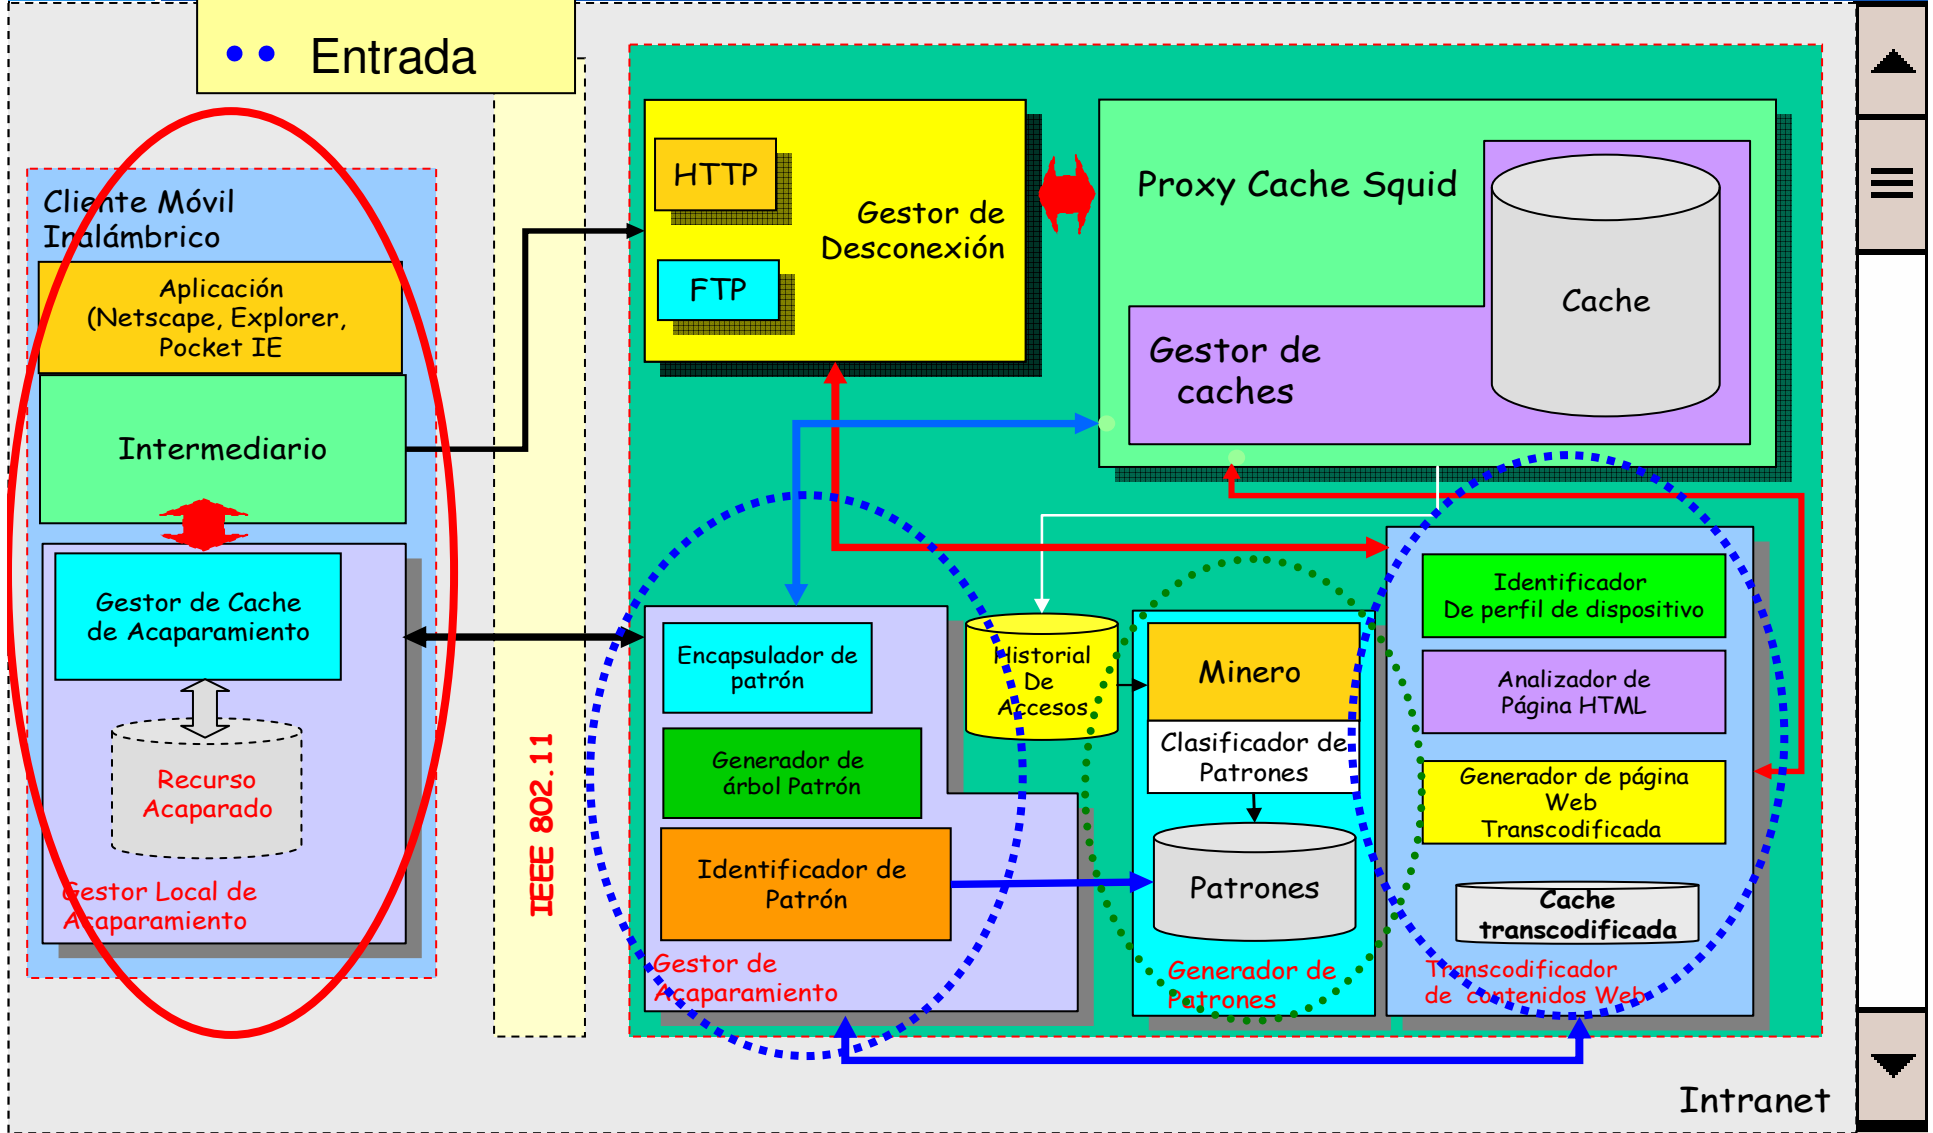 Entrada
Cliente Móvil
Inalámbrico
Aplicación
(Netscape, Explorer,
Pocket IE
Intermediario
Gestor de Cache
de Acaparamiento
Recurso
Acaparado
Gestor Local de
Acaparamiento
IEEE 802.11
HTTP
FTP
Gestor de
Desconexión
Proxy Cache Squid
Cache
Gestor de
caches
Encapsulador de
patrón
Generador de
árbol Patrón
Identificador de
Patrón
Gestor de
Acaparamiento
Historial
De
Accesos
Minero
Clasificador de
Patrones
Patrones
Generador de
Patrones
Identificador
De perfil de dispositivo
Analizador de
Página HTML
Generador de página
Web
Transcodificada
Cache
transcodificada
Transcodificador
de contenidos Web
Intranet